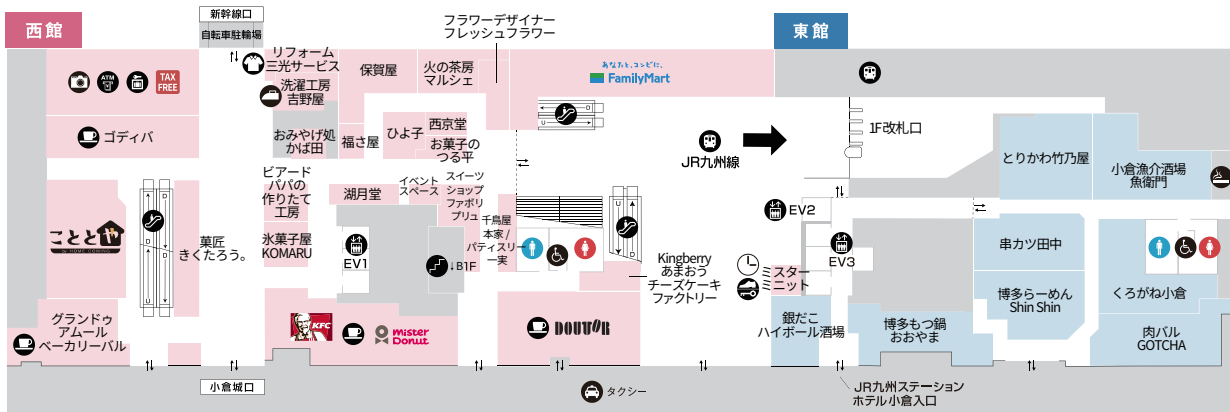 西館
新幹線口
自転車駐輪場
フラワーデザイナー
フレッシュフラワー
東館
ATM
TAX
FREE
リフォーム
三光サービス
洗濯工房
吉野屋
保賀屋
火の茶房
マルシェ
あなたと、コンビに、
FamilyMart
ゴディバ
おみやげ処
かば田
福さ屋
ひよ子
西京堂
お菓子の
つる平
JR九州線
1F改札口
とりかわ竹乃屋
小倉漁介酒場
魚衛門
ビアード
パパの
作りたて
工房
湖月堂
イベント
スペース
スイーツ
ショップ
ファボリ
プリュ
千鳥屋
本家/
パティスリー
一実
EV2
EV3
こととや
菓匠
きくたろう。
氷菓子屋
KOMARU
EV1
↓B1F
Kingberry
あまおう
チーズケーキ
ファクトリー
ミスター
ミニット
串カツ田中
博多らーめん
Shin Shin
くろがね小倉
グランドゥ
アムール
ベーカリーバル
KFC
mister
Donut
DOUTOR
銀だこ
ハイボール酒場
博多もつ鍋
おおやま
肉バル
GOTCHA
小倉城口
タクシー
JR九州ステーション
ホテル小倉入口
U
D
D
U
U
D
D
U